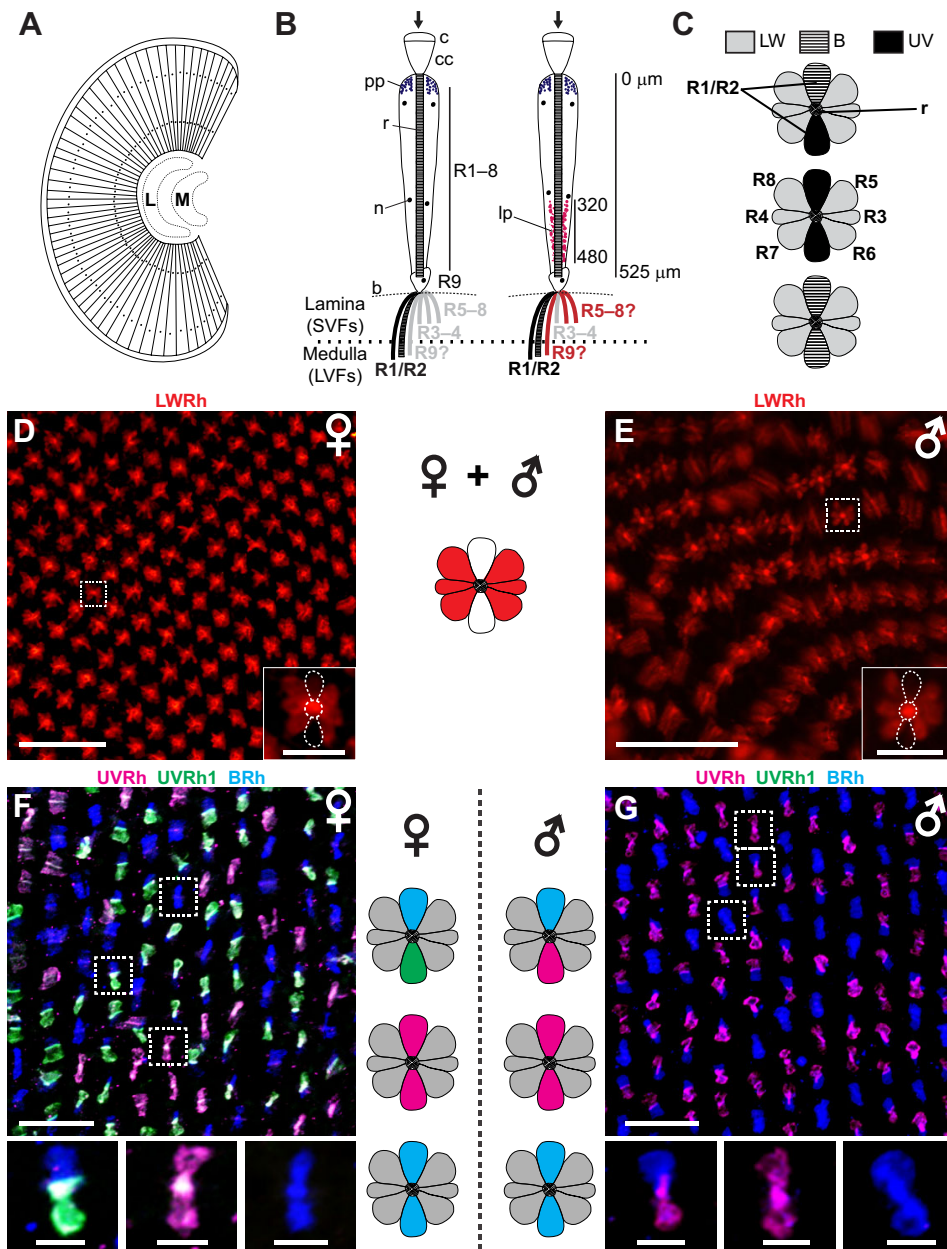 A
L
M
B
c
cc
pp
r
R1–8
n
R9
b
Lamina
(SVFs)
Medulla
(LVFs)
R5–8
R3–4
R9?
R1/R2
0 µm
lp
320
480
525 µm
R5–8?
R3–4
R9?
R1/R2
C
LW
B
UV
R1/R2
r
R8
R5
R4
R3
R7
R6
LWRh
D
♀
♀ + ♂
LWRh
E
♂
UVRh UVRh1 BRh
F
♀
♀
♂
UVRh UVRh1 BRh
G
♂